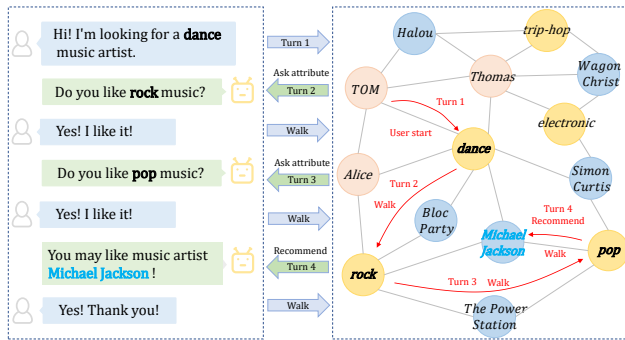 Hi! I'm looking for a dance
music artist.
Do you like rock music?
Yes! I like it!
Do you like pop music?
Yes! I like it!
You may like music artist
Michael Jackson !
Yes! Thank you!
Turn 1
Ask attribute
Turn 2
Walk
Ask attribute
Turn 3
Walk
Recommend
Turn 4
Walk
Halou
trip-hop
TOM
Thomas
Wagon
Christ
Turn 1
User start
electronic
dance
Alice
Turn 2
Walk
Simon
Curtis
Bloc
Party
Michael
Jackson
Turn 4
Recommend
rock
pop
Turn 3
Walk
The Power
Station